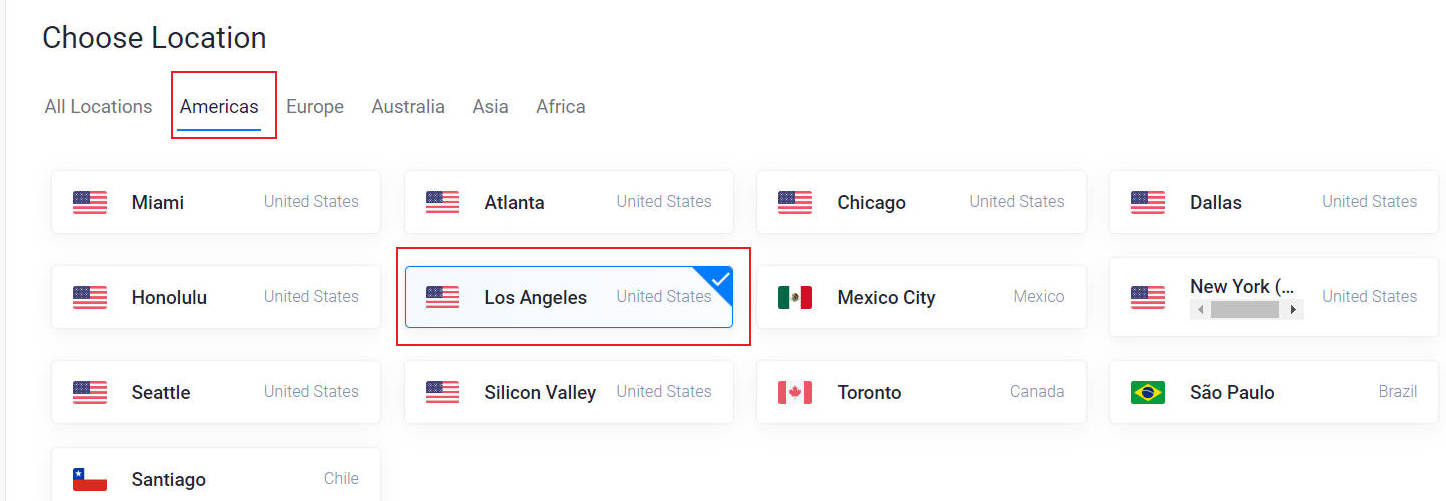 Choose Location
All Locations Americas Europe Australia Asia Africa
Miami United States Atlanta United States Chicago United States Dallas United States
Honolulu United States Los Angeles United States Mexico City Mexico New York (... United States
Seattle United States Silicon Valley United States Toronto Canada São Paulo Brazil
Santiago Chile